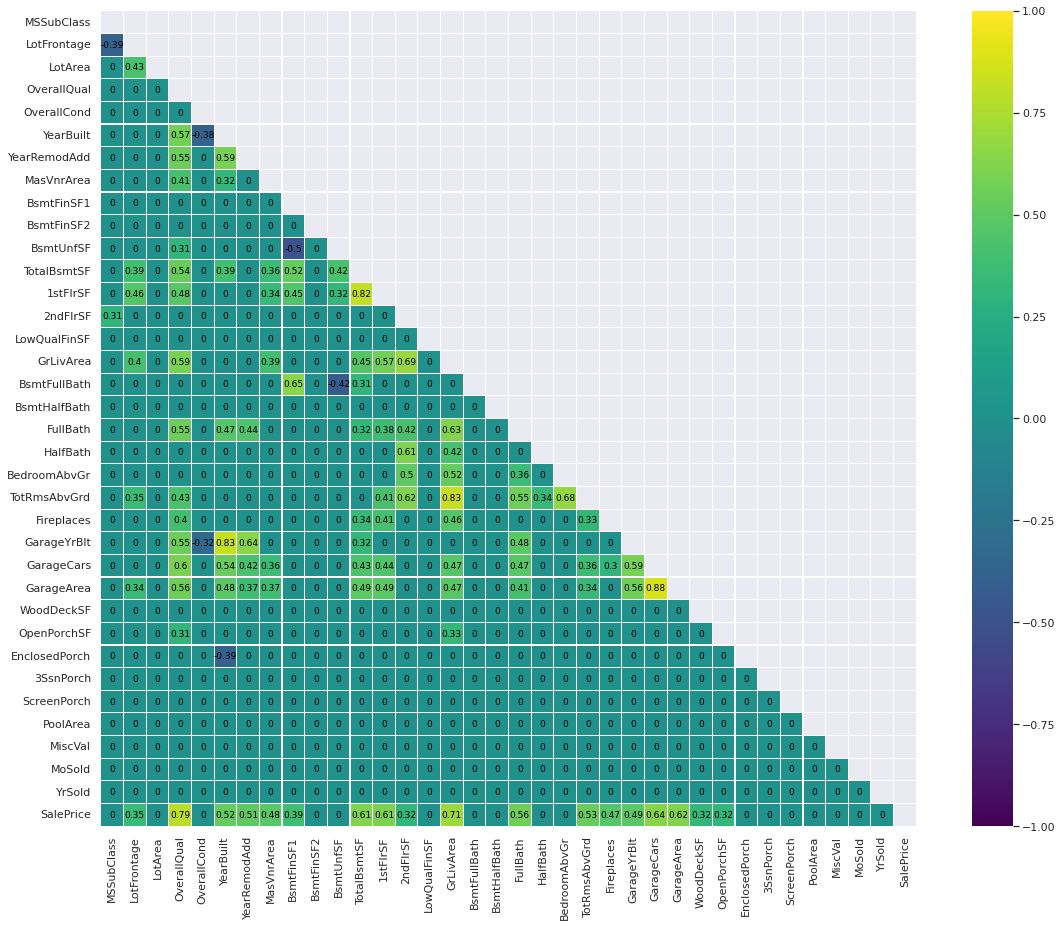 MSSubClass
LotFrontage -0.39
LotArea 0 0.43
OverallQual 0 0 0
OverallCond 0 0 0 0
YearBuilt 0 0 0 0.57 -0.38
YearRemodAdd 0 0 0 0.55 0 0.59
MasVnrArea 0 0 0 0.41 0 0.32 0
BsmtFinSF1 0 0 0 0 0 0 0 0
BsmtFinSF2 0 0 0 0 0 0 0 0 0
BsmtUnfSF 0 0 0 0.31 0 0 0 0 -0.5 0
TotalBsmtSF 0 0.39 0 0.54 0 0.39 0 0.36 0.52 0 0.42
1stFlrSF 0 0.46 0 0.48 0 0 0 0.34 0.45 0 0.32 0.82
2ndFlrSF 0.31 0 0 0 0 0 0 0 0 0 0 0 0
LowQualFinSF 0 0 0 0 0 0 0 0 0 0 0 0 0 0
GrLivArea 0 0.4 0 0.59 0 0 0 0.39 0 0 0 0.45 0.57 0.69 0
BsmtFullBath 0 0 0 0 0 0 0 0 0.65 0 -0.42 0.31 0 0 0 0
BsmtHalfBath 0 0 0 0 0 0 0 0 0 0 0 0 0 0 0 0 0
FullBath 0 0 0 0.55 0 0.47 0.44 0 0 0 0 0.32 0.38 0.42 0 0.63 0 0
HalfBath 0 0 0 0 0 0 0 0 0 0 0 0 0 0.61 0 0.42 0 0 0
BedroomAbvGr 0 0 0 0 0 0 0 0 0 0 0 0 0 0.5 0 0.52 0 0 0.36 0
TotRmsAbvGrd 0 0.35 0 0.43 0 0 0 0 0 0 0 0 0.41 0.62 0 0.83 0 0 0.55 0.34 0.68
Fireplaces 0 0 0 0.4 0 0 0 0 0 0 0 0.34 0.41 0 0 0.46 0 0 0 0 0 0.33
GarageYrBlt 0 0 0 0.55 -0.32 0.83 0.64 0 0 0 0 0.32 0 0 0 0 0 0 0.48 0 0 0 0
GarageCars 0 0 0 0.6 0 0.54 0.42 0.36 0 0 0 0.43 0.44 0 0 0.47 0 0 0.47 0 0 0.36 0.3 0.59
GarageArea 0 0.34 0 0.56 0 0.48 0.37 0.37 0 0 0 0.49 0.49 0 0 0.47 0 0 0.41 0 0 0.34 0 0.56 0.88
WoodDeckSF 0 0 0 0 0 0 0 0 0 0 0 0 0 0 0 0 0 0 0 0 0 0 0 0 0 0
OpenPorchSF 0 0 0 0.31 0 0 0 0 0 0 0 0 0 0 0 0.33 0 0 0 0 0 0 0 0 0 0 0
EnclosedPorch 0 0 0 0 0 -0.39 0 0 0 0 0 0 0 0 0 0 0 0 0 0 0 0 0 0 0 0 0 0
3SsnPorch 0 0 0 0 0 0 0 0 0 0 0 0 0 0 0 0 0 0 0 0 0 0 0 0 0 0 0 0 0
ScreenPorch 0 0 0 0 0 0 0 0 0 0 0 0 0 0 0 0 0 0 0 0 0 0 0 0 0 0 0 0 0 0
PoolArea 0 0 0 0 0 0 0 0 0 0 0 0 0 0 0 0 0 0 0 0 0 0 0 0 0 0 0 0 0 0 0
MiscVal 0 0 0 0 0 0 0 0 0 0 0 0 0 0 0 0 0 0 0 0 0 0 0 0 0 0 0 0 0 0 0 0
MoSold 0 0 0 0 0 0 0 0 0 0 0 0 0 0 0 0 0 0 0 0 0 0 0 0 0 0 0 0 0 0 0 0 0
YrSold 0 0 0 0 0 0 0 0 0 0 0 0 0 0 0 0 0 0 0 0 0 0 0 0 0 0 0 0 0 0 0 0 0 0
SalePrice 0 0.35 0 0.79 0 0.52 0.51 0.48 0.39 0 0 0.61 0.61 0.32 0 0.71 0 0 0.56 0 0 0.53 0.47 0.49 0.64 0.62 0.32 0.32 0 0 0 0 0 0 0
MSSubClass
LotFrontage
LotArea
OverallQual
OverallCond
YearBuilt
YearRemodAdd
MasVnrArea
BsmtFinSF1
BsmtFinSF2
BsmtUnfSF
TotalBsmtSF
1stFlrSF
2ndFlrSF
LowQualFinSF
GrLivArea
BsmtFullBath
BsmtHalfBath
FullBath
HalfBath
BedroomAbvGr
TotRmsAbvGrd
Fireplaces
GarageYrBlt
GarageCars
GarageArea
WoodDeckSF
OpenPorchSF
EnclosedPorch
3SsnPorch
ScreenPorch
PoolArea
MiscVal
MoSold
YrSold
SalePrice
1.00
0.75
0.50
0.25
0.00
−0.25
−0.50
−0.75
−1.00